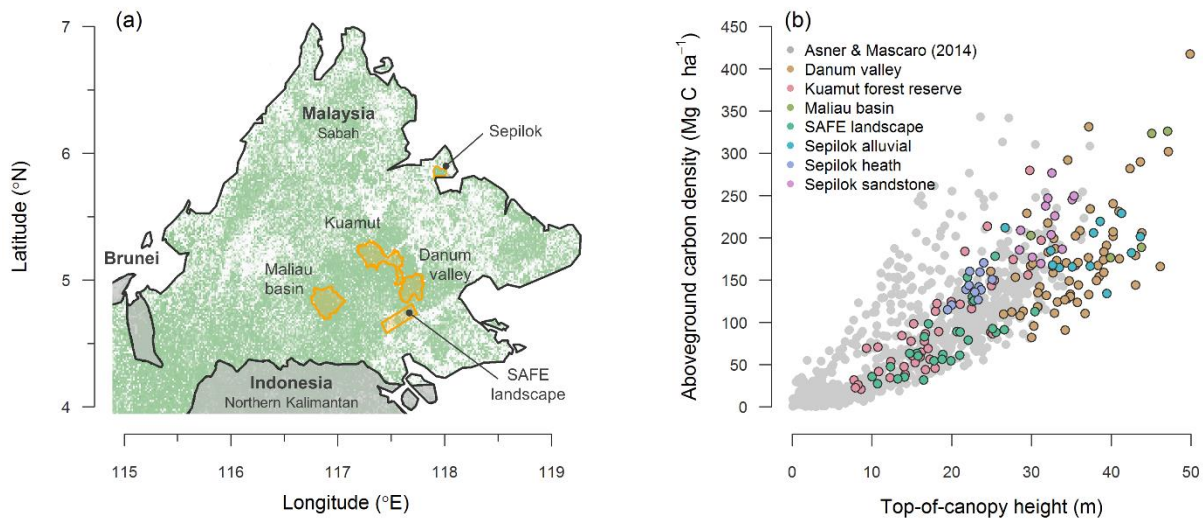 (a)
7
6
5
4
Latitude (°N)
Malaysia
Sabah
Sepilok
Kuamut
Danum
valley
Brunei
Maliau
basin
SAFE
landscape
Indonesia
Northern Kalimantan
115 116 117 118 119
Longitude (°E)
(b)
Aboveground carbon density (Mg C ha⁻¹)
450
400
350
300
250
200
150
100
50
0
Asner & Mascaro (2014)
Danum valley
Kuamut forest reserve
Maliau basin
SAFE landscape
Sepilok alluvial
Sepilok heath
Sepilok sandstone
0 10 20 30 40 50
Top-of-canopy height (m)